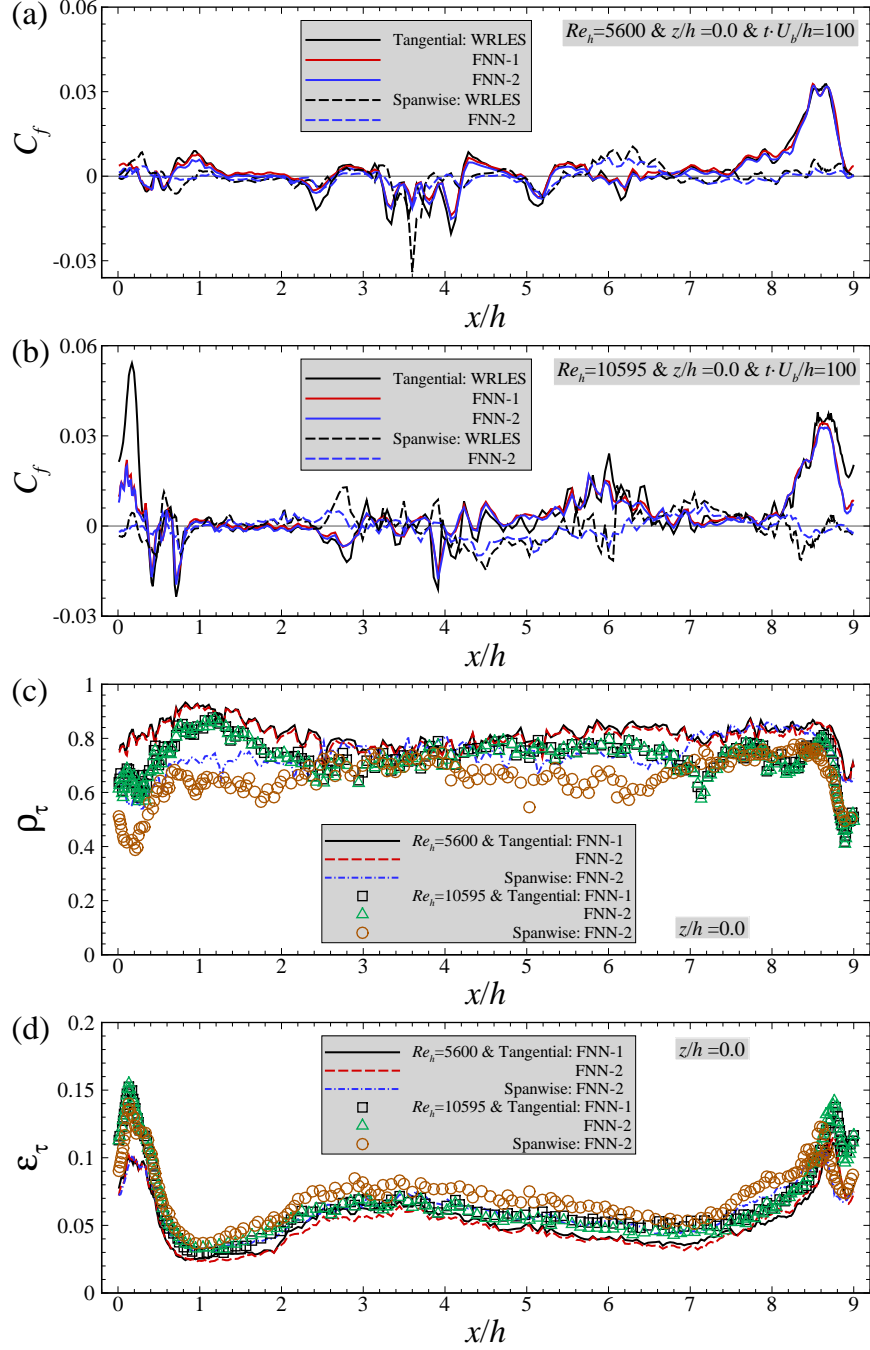 (a)
0.06
0.03
0
-0.03
C_f
Tangential: WRLES
FNN-1
FNN-2
Spanwise: WRLES
FNN-2
Re_h=5600 & z/h =0.0 & t·U_b/h=100
0 1 2 3 4 5 6 7 8 9
x/h
(b)
0.06
0.03
0
-0.03
C_f
Tangential: WRLES
FNN-1
FNN-2
Spanwise: WRLES
FNN-2
Re_h=10595 & z/h =0.0 & t·U_b/h=100
0 1 2 3 4 5 6 7 8 9
x/h
(c)
1
0.8
0.6
0.4
0.2
0
ρ_τ
Re_h=5600 & Tangential: FNN-1
FNN-2
Spanwise: FNN-2
Re_h=10595 & Tangential: FNN-1
FNN-2
Spanwise: FNN-2
z/h =0.0
0 1 2 3 4 5 6 7 8 9
x/h
(d)
0.2
0.15
0.1
0.05
0
ε_τ
Re_h=5600 & Tangential: FNN-1
FNN-2
Spanwise: FNN-2
Re_h=10595 & Tangential: FNN-1
FNN-2
Spanwise: FNN-2
z/h =0.0
0 1 2 3 4 5 6 7 8 9
x/h